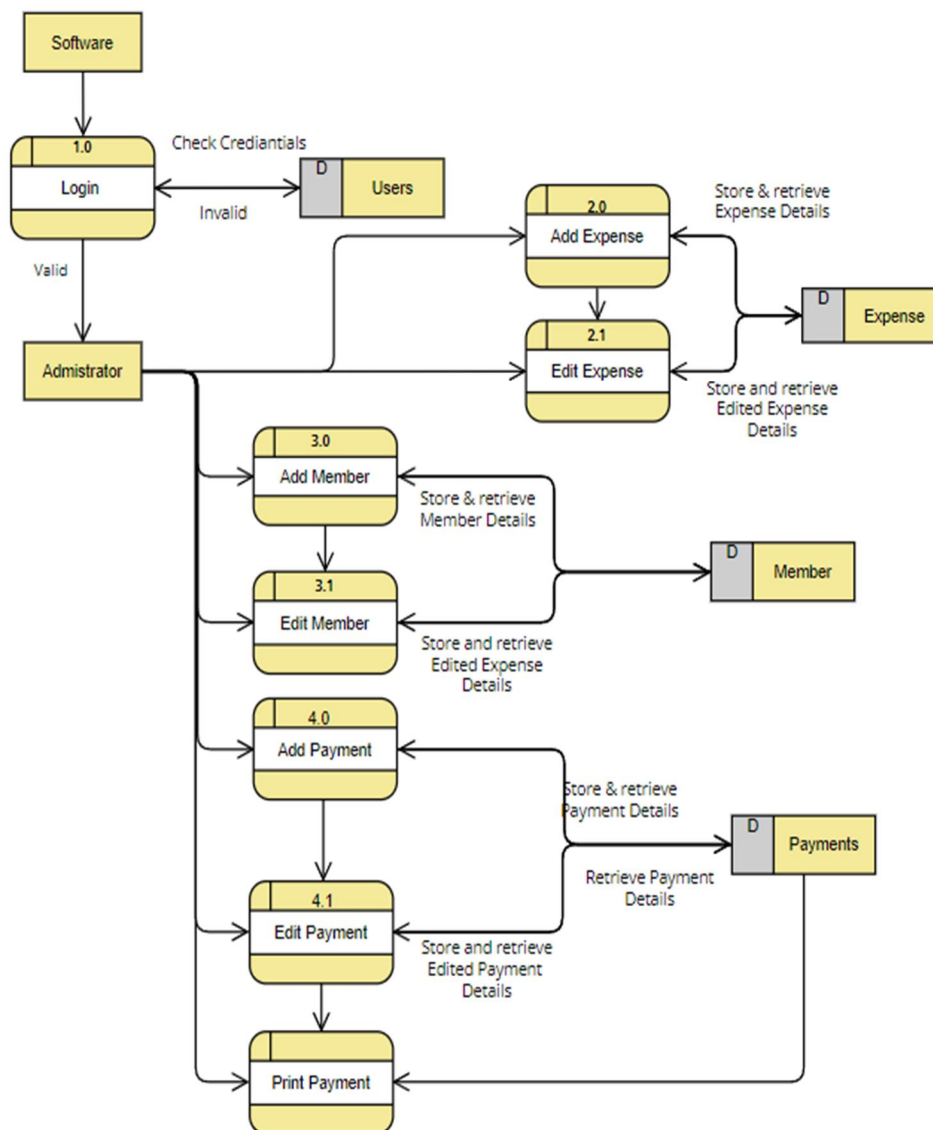 Software
1.0
Login
Check Crediantials
Invalid
D
Users
Valid
Admistrator
2.0
Add Expense
Store & retrieve
Expense Details
D
Expense
2.1
Edit Expense
Store and retrieve
Edited Expense
Details
3.0
Add Member
Store & retrieve
Member Details
D
Member
3.1
Edit Member
Store and retrieve
Edited Expense
Details
4.0
Add Payment
Store & retrieve
Payment Details
D
Payments
Retrieve Payment
Details
4.1
Edit Payment
Store and retrieve
Edited Payment
Details
Print Payment